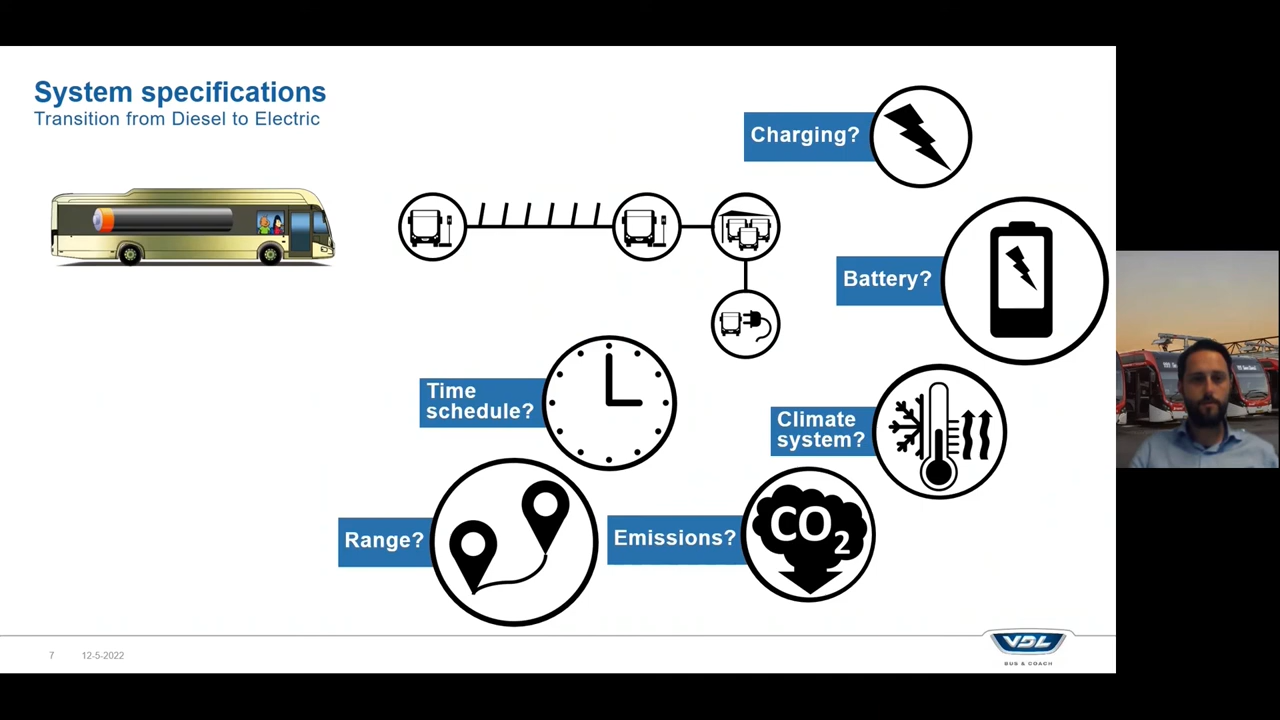 System specifications
Transition from Diesel to Electric
Charging?
Battery?
Time
schedule?
Climate
system?
Range?
Emissions?
CO2
7
12-5-2022
VDL
BUS & COACH